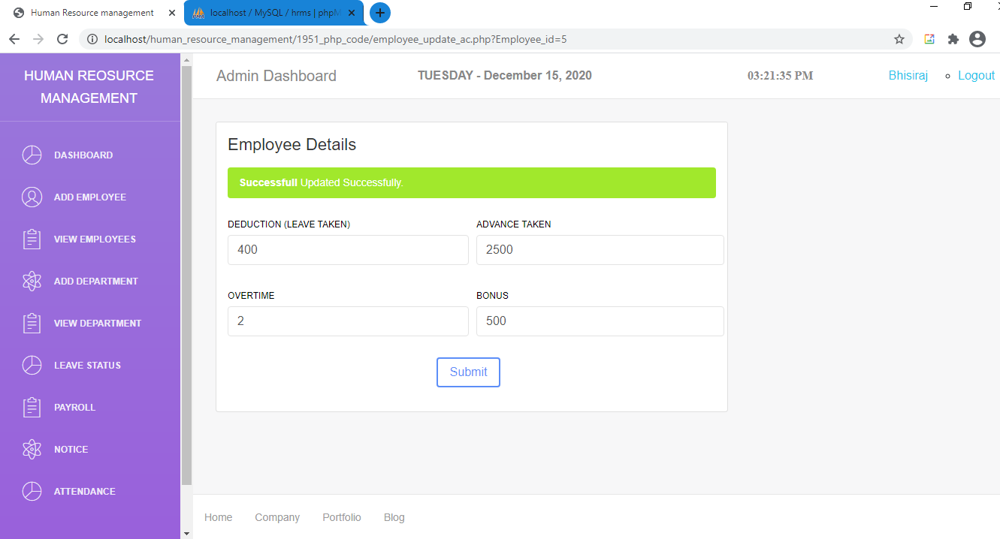 Human Resource management
localhost / MySQL / hrms | phpM
localhost/human_resource_management/1951_php_code/employee_update_ac.php?Employee_id=5
HUMAN REOSURCE
MANAGEMENT
Admin Dashboard
TUESDAY - December 15, 2020
03:21:35 PM
Bhisiraj
Logout
DASHBOARD
ADD EMPLOYEE
VIEW EMPLOYEES
ADD DEPARTMENT
VIEW DEPARTMENT
LEAVE STATUS
PAYROLL
NOTICE
ATTENDANCE
Employee Details
Successfull Updated Successfully.
DEDUCTION (LEAVE TAKEN)
ADVANCE TAKEN
400
2500
OVERTIME
BONUS
2
500
Submit
Home
Company
Portfolio
Blog